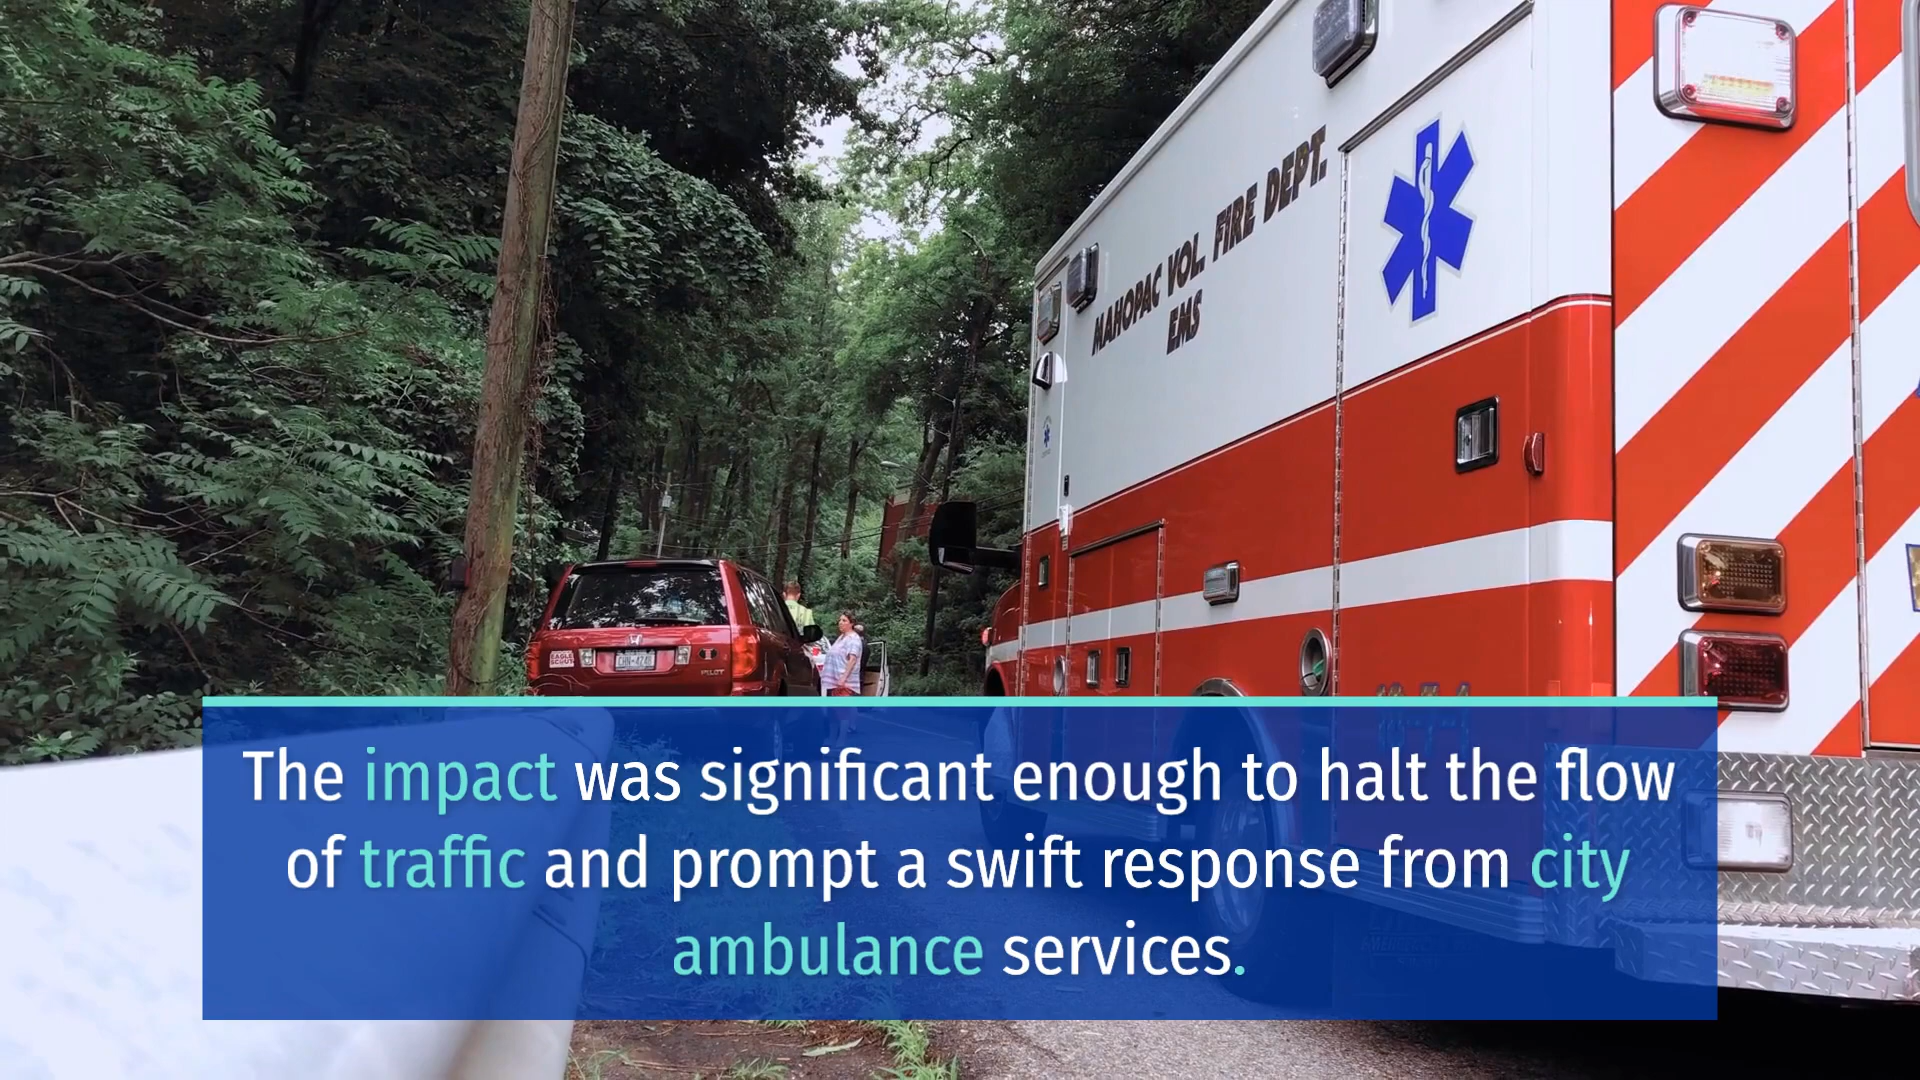 MAHOPAC VOL. FIRE DEPT.
EMS
EAGLE
SCOUT
PILOT
The impact was significant enough to halt the flow
of traffic and prompt a swift response from city
ambulance services.